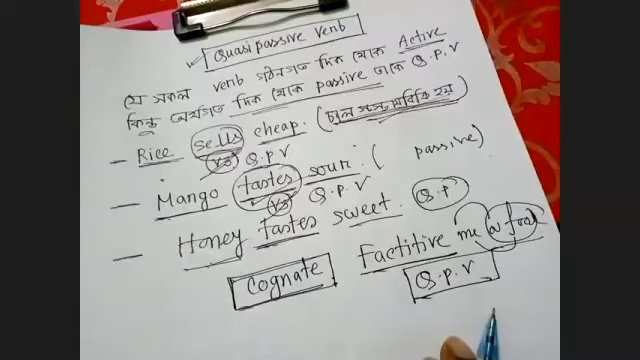 Quasi passive verb
যে সকল verb গঠনগত দিক থেকে Active
কিন্তু অর্থগত দিক থেকে passive তাকে Q.P.V
- Rice sells cheap. (চাল সস্তায় বিক্রি হয়)
vs Q.P.V
- Mango tastes sour. ( passive)
vs Q.P.V
- Honey tastes sweet. Q.P
Factitive me a fool
Cognate Q.P.V